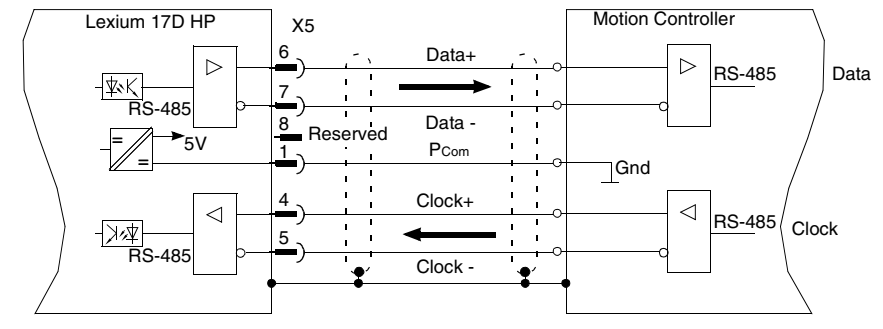 Lexium 17D HP
X5
Motion Controller
6
Data+
RS-485
Data
RS-485
7
Data -
8
Reserved
5V
=
=
1
PCom
Gnd
4
Clock+
RS-485
Clock
RS-485
5
Clock -